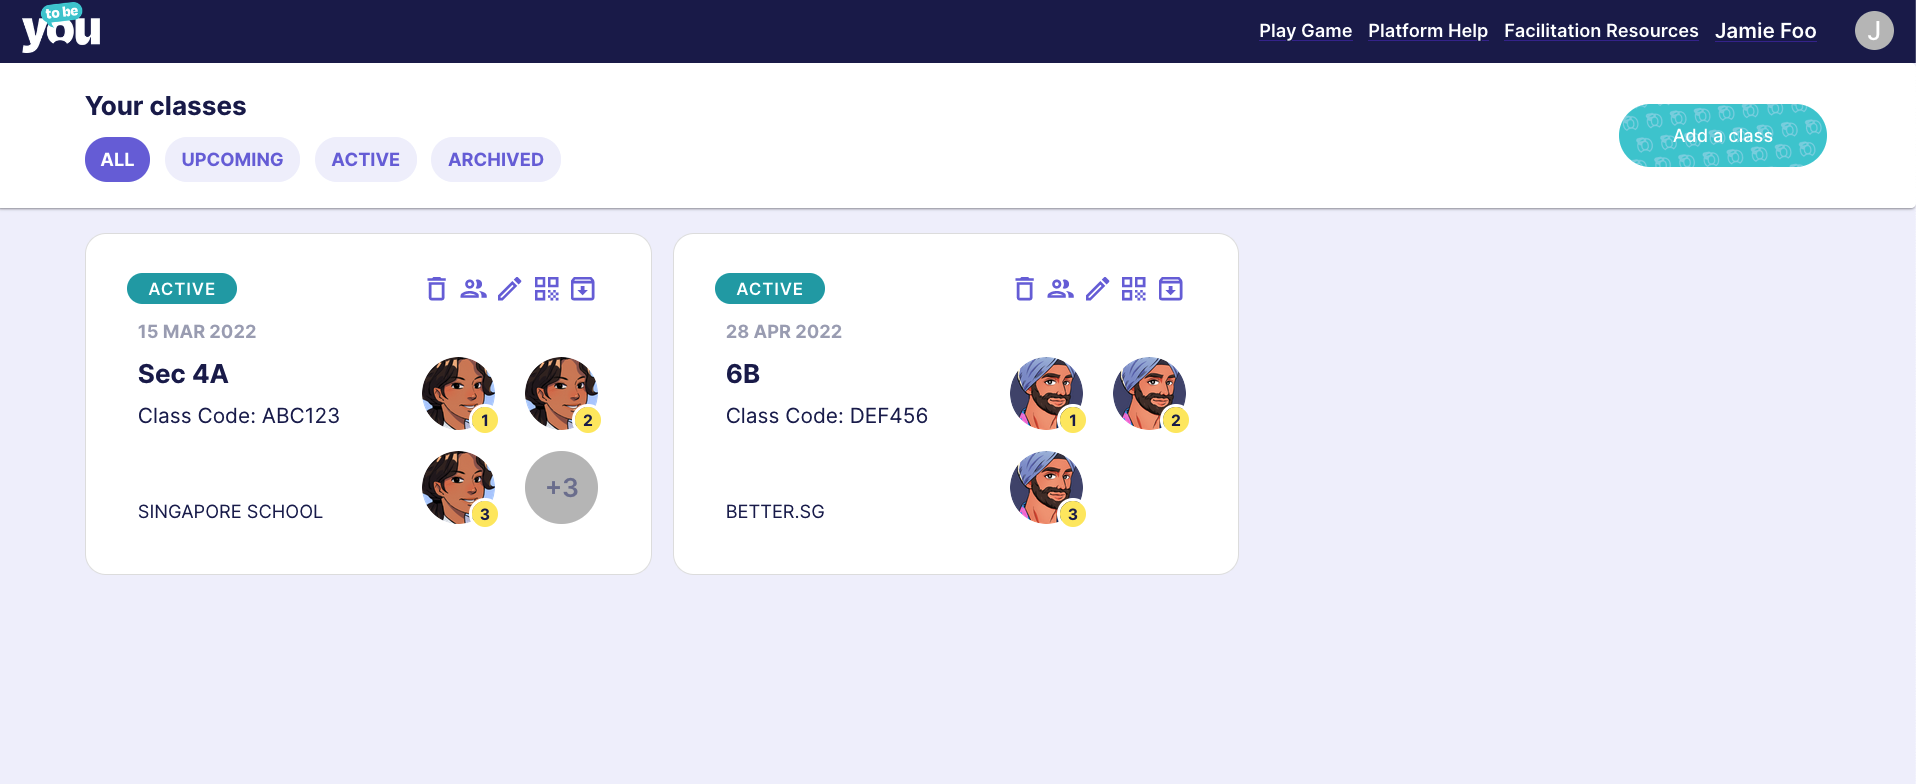 to be
you
Play Game Platform Help Facilitation Resources Jamie Foo J
Your classes
ALL UPCOMING ACTIVE ARCHIVED
Add a class
ACTIVE
15 MAR 2022
Sec 4A
Class Code: ABC123
SINGAPORE SCHOOL
1 2
3 +3
ACTIVE
28 APR 2022
6B
Class Code: DEF456
BETTER.SG
1 2
3